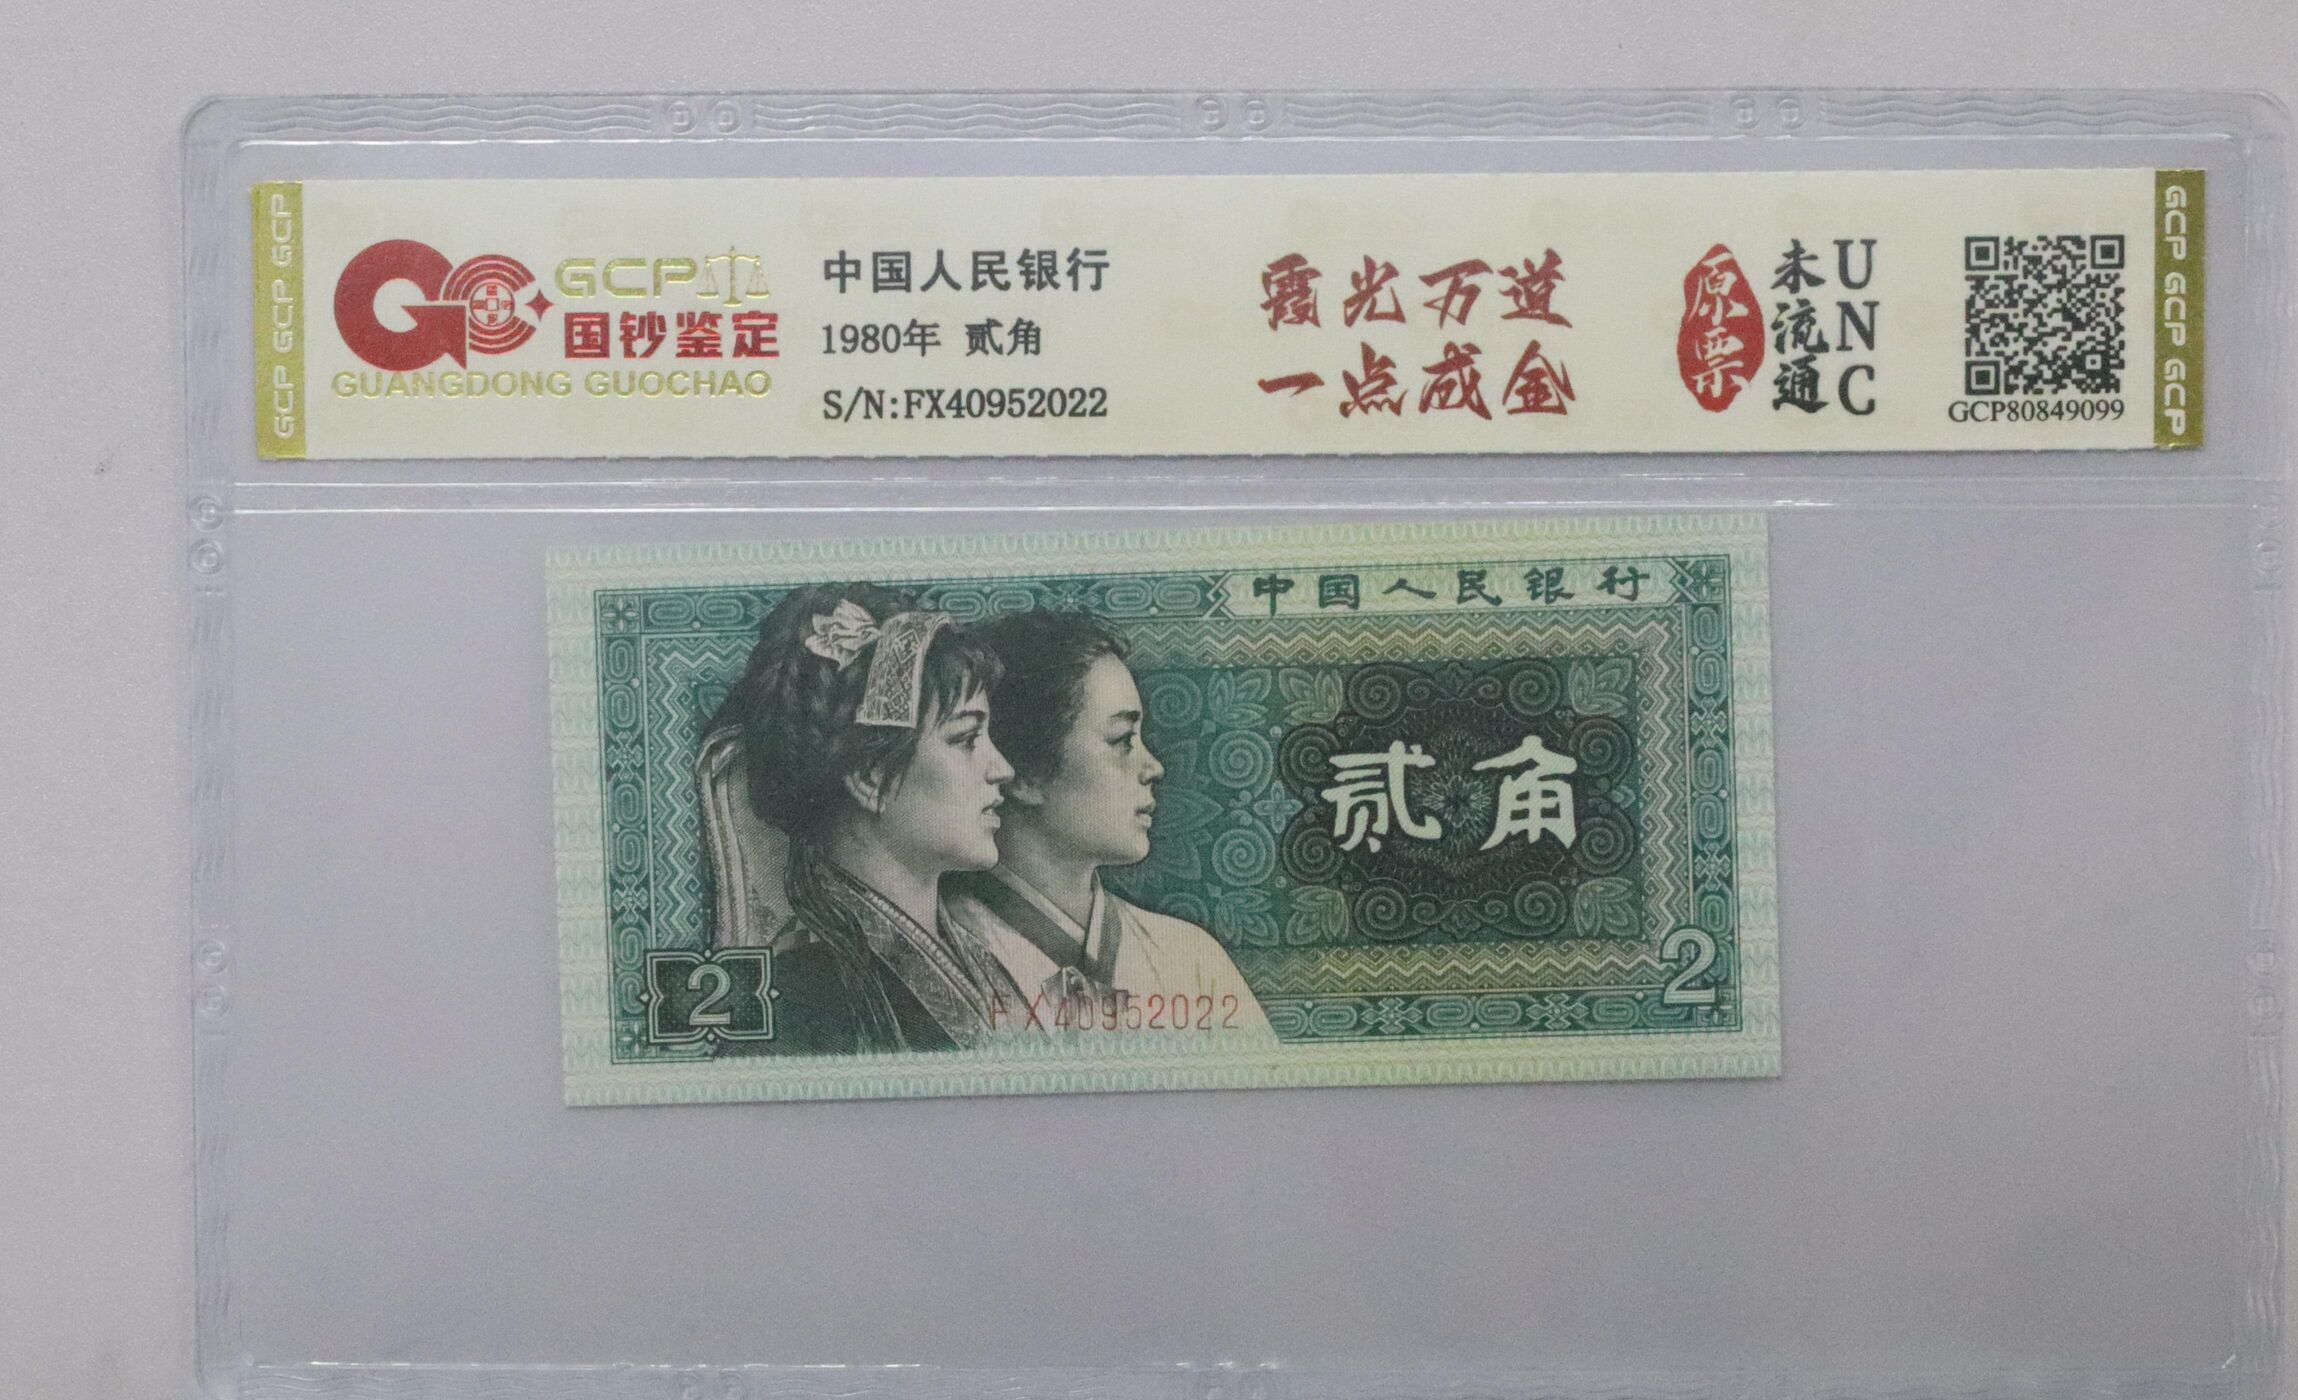 GCP GCP GCP
GCP
国钞鉴定
GUANGDONG GUOCHAO
中国人民银行
1980年 贰角
S/N:FX40952022
霞光万道
一点成金
原票
未流通
UNC
GCP80849099
GCP GCP GCP
中国人民银行
贰角
2
FX40952022
2